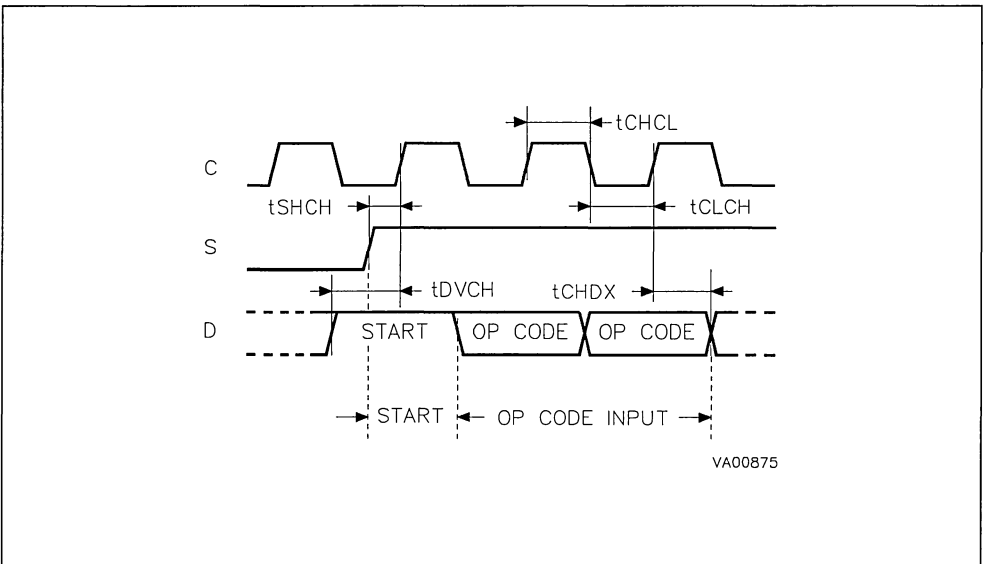 tCHCL
C
tSHCH
tCLCH
S
tDVCH
tCHDX
D
START
OP CODE
OP CODE
START
OP CODE INPUT
VA00875